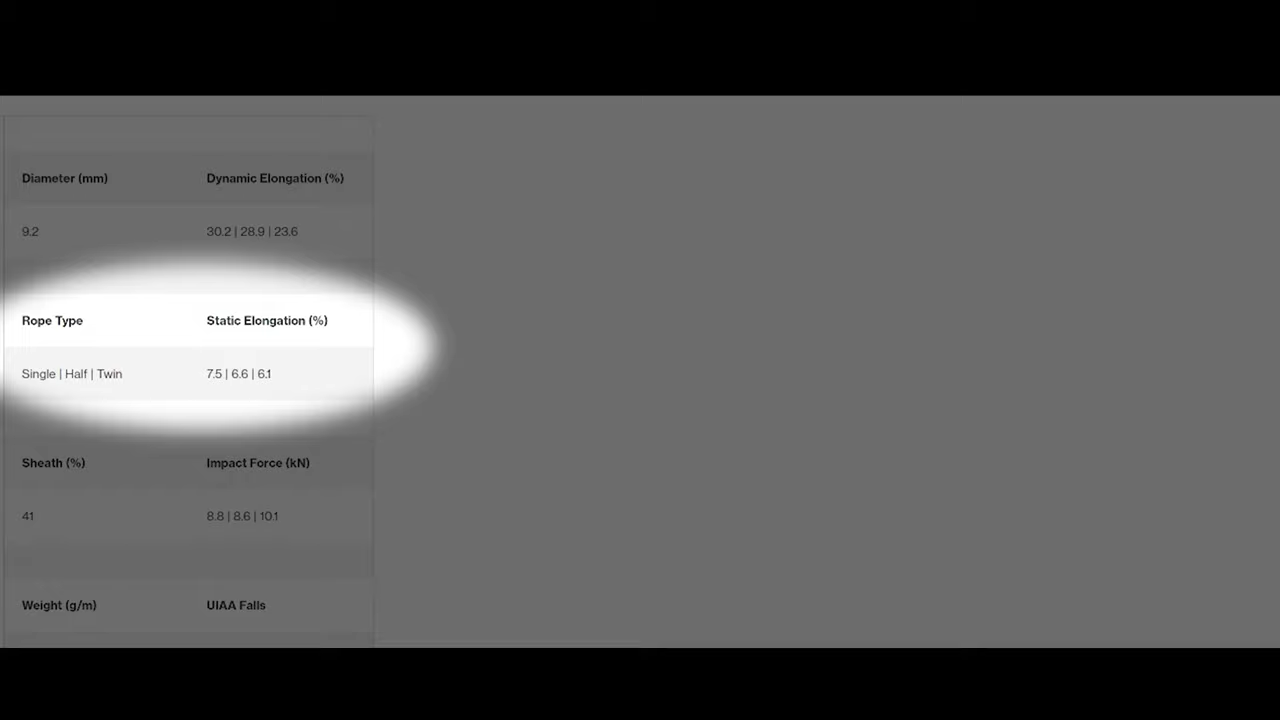 Diameter (mm) Dynamic Elongation (%)
9.2 30.2 | 28.9 | 23.6
Rope Type Static Elongation (%)
Single | Half | Twin 7.5 | 6.6 | 6.1
Sheath (%) Impact Force (kN)
41 8.8 | 8.6 | 10.1
Weight (g/m) UIAA Falls